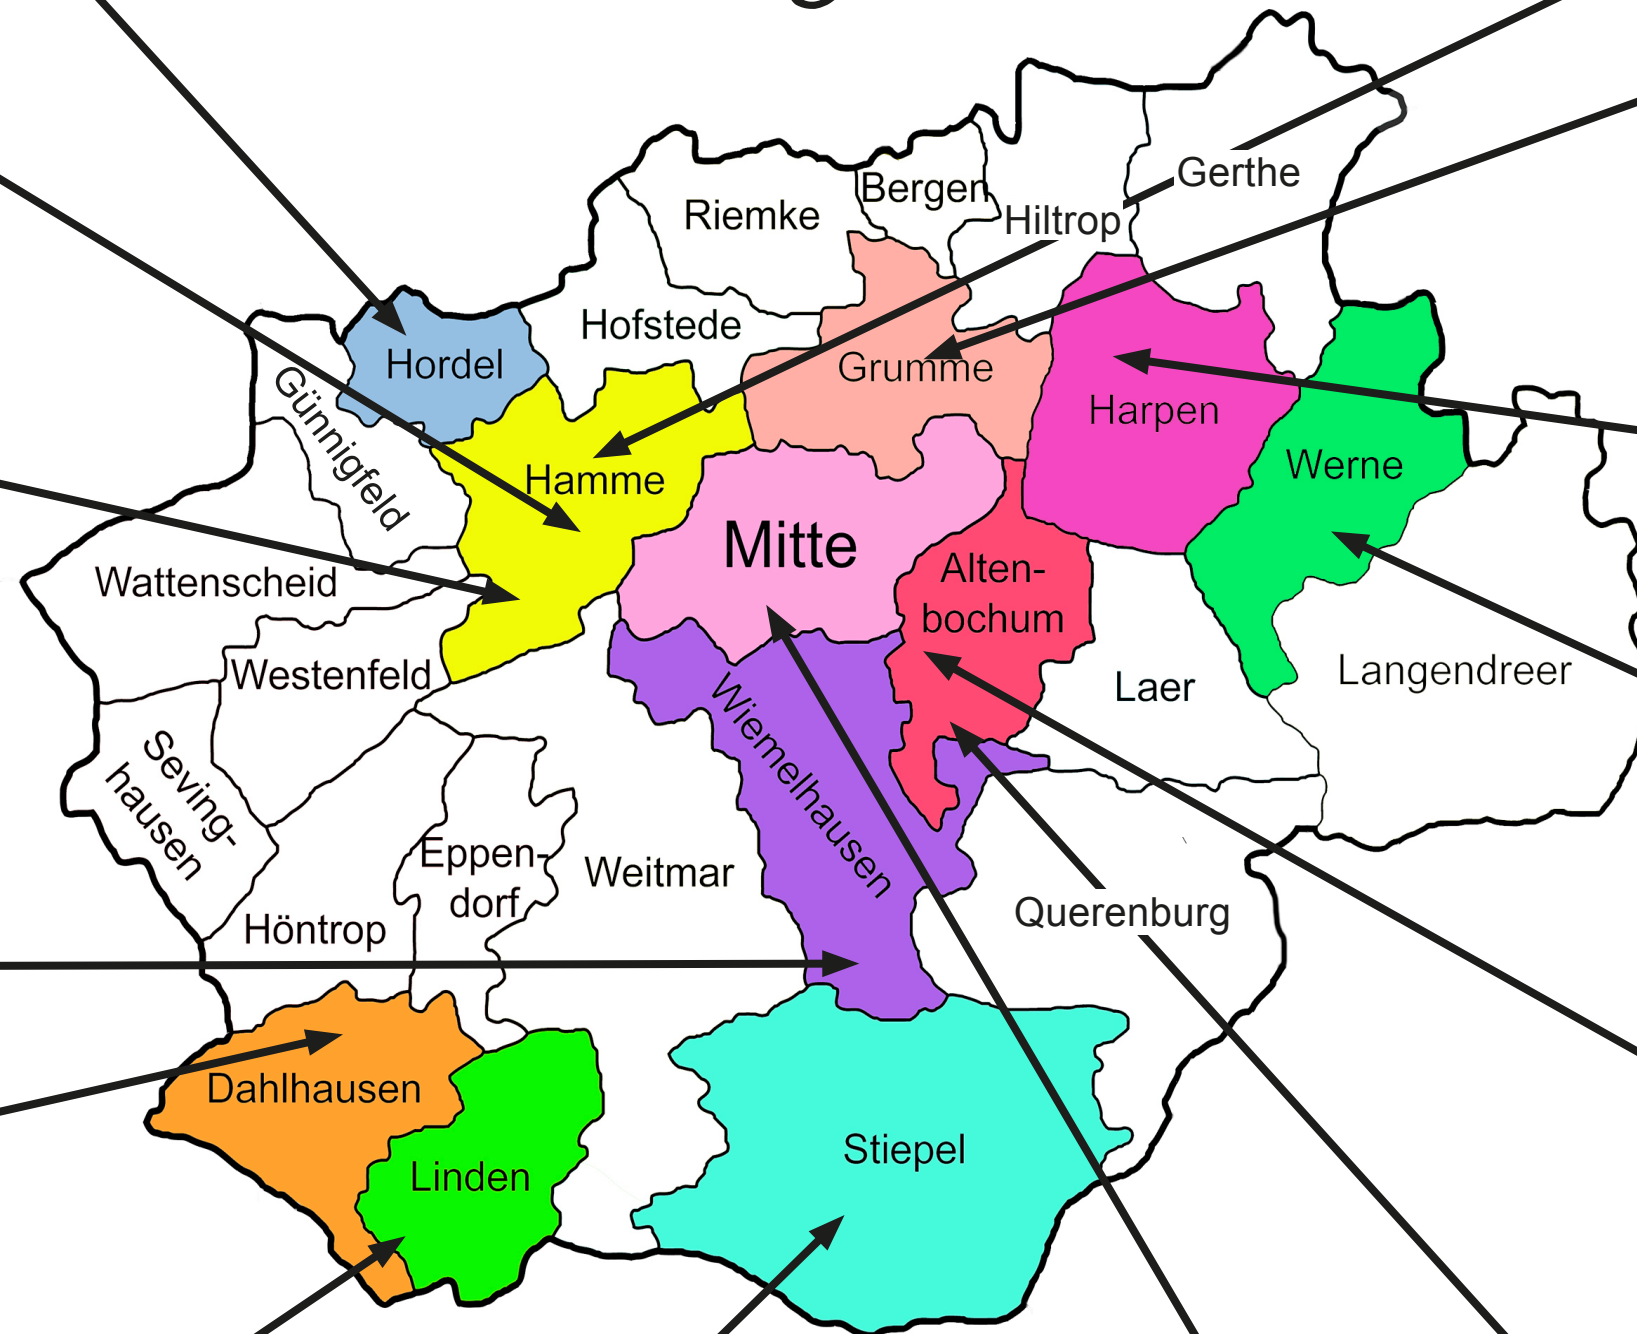 Gerthe
Bergen
Riemke
Hiltrop
Hofstede
Hordel
Grumme
Harpen
Günnigfeld
Werne
Hamme
Mitte
Alten-
bochum
Wattenscheid
Westenfeld
Langendreer
Laer
Wiemelhausen
Seving-
hausen
Eppen-
dorf
Weitmar
Querenburg
Höntrop
Dahlhausen
Stiepel
Linden